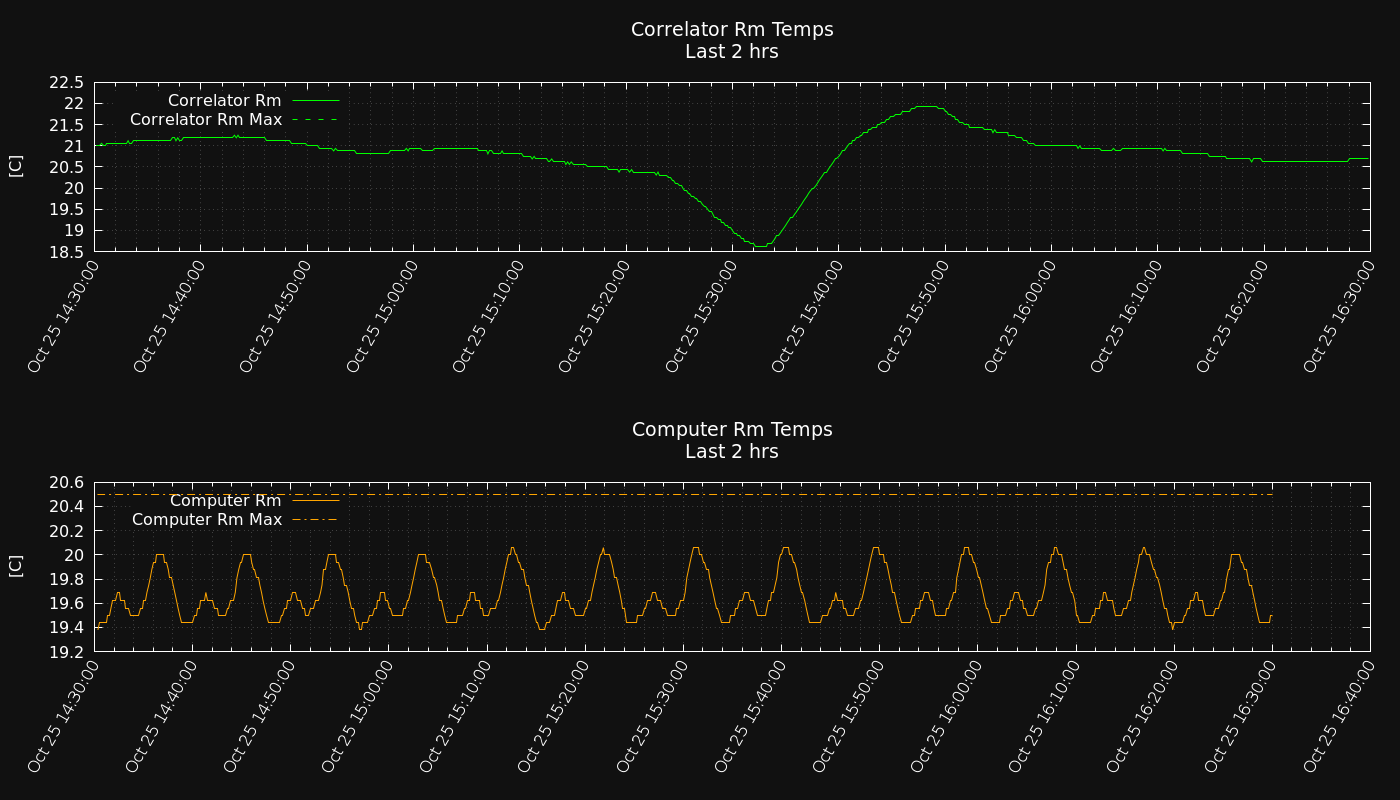 Correlator Rm Temps
Last 2 hrs
22.5
22
21.5
21
20.5
20
19.5
19
18.5
[C]
Correlator Rm
Correlator Rm Max
Oct 25 14:30:00
Oct 25 14:40:00
Oct 25 14:50:00
Oct 25 15:00:00
Oct 25 15:10:00
Oct 25 15:20:00
Oct 25 15:30:00
Oct 25 15:40:00
Oct 25 15:50:00
Oct 25 16:00:00
Oct 25 16:10:00
Oct 25 16:20:00
Oct 25 16:30:00
Computer Rm Temps
Last 2 hrs
20.6
20.4
20.2
20
19.8
19.6
19.4
19.2
[C]
Computer Rm
Computer Rm Max
Oct 25 14:30:00
Oct 25 14:40:00
Oct 25 14:50:00
Oct 25 15:00:00
Oct 25 15:10:00
Oct 25 15:20:00
Oct 25 15:30:00
Oct 25 15:40:00
Oct 25 15:50:00
Oct 25 16:00:00
Oct 25 16:10:00
Oct 25 16:20:00
Oct 25 16:30:00
Oct 25 16:40:00